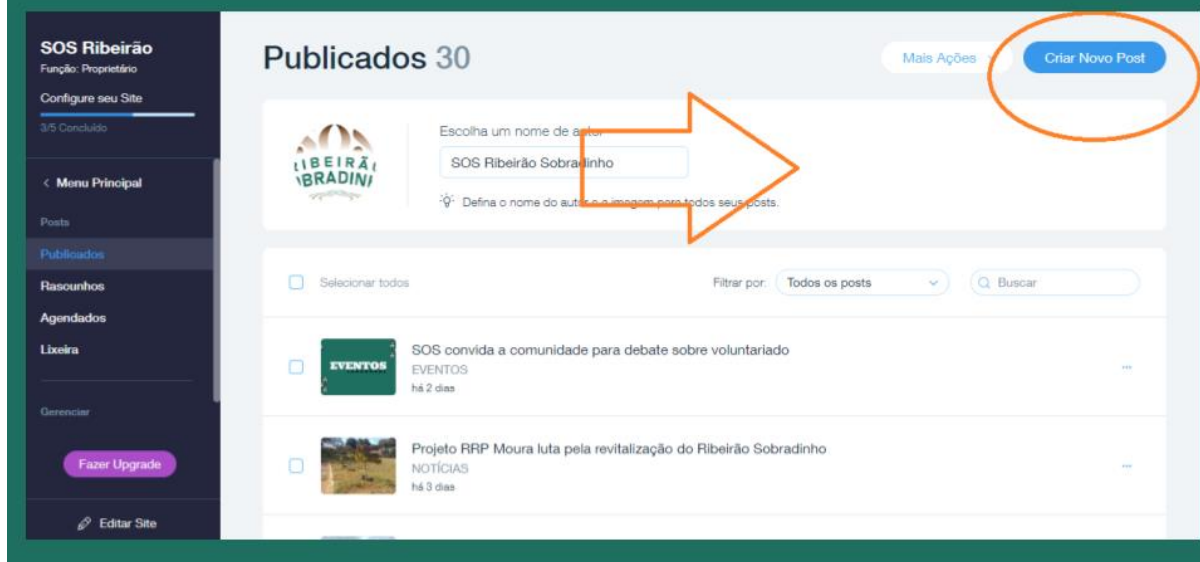 SOS Ribeirão
Função: Proprietário
Configure seu Site
3/5 Concluído
< Menu Principal
Posts
Publicados
Rascunhos
Agendados
Lixeira
Gerenciar
Fazer Upgrade
Editar Site
Publicados 30
Mais Ações
Criar Novo Post
RIBEIRÃ
BRADIN
Escolha um nome de autor
SOS Ribeirão Sobradinho
Defina o nome do autor e a imagem para todos seus posts.
Selecionar todos
Filtrar por: Todos os posts
Buscar
EVENTOS
SOS convida a comunidade para debate sobre voluntariado
EVENTOS
há 2 dias
Projeto RRP Moura luta pela revitalização do Ribeirão Sobradinho
NOTÍCIAS
há 3 dias